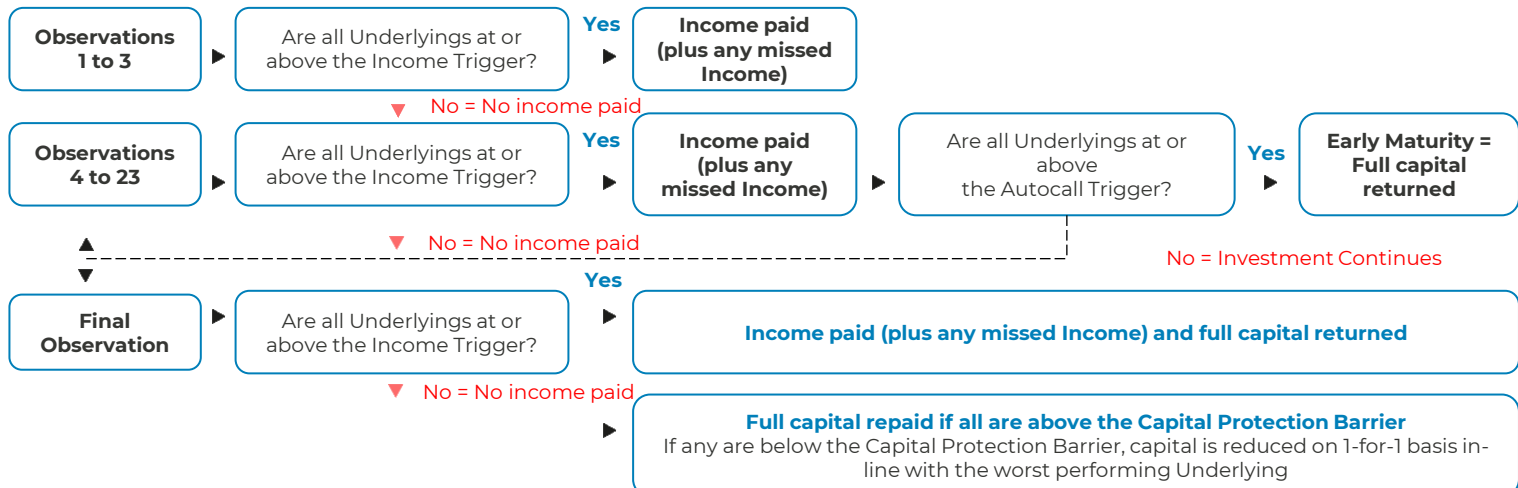 Observations
1 to 3
Are all Underlyings at or
above the Income Trigger?
Yes
Income paid
(plus any missed
Income)
No = No income paid
Observations
4 to 23
Are all Underlyings at or
above the Income Trigger?
Yes
Income paid
(plus any
missed Income)
Are all Underlyings at or
above
the Autocall Trigger?
Yes
Early Maturity =
Full capital
returned
No = No income paid
No = Investment Continues
Final
Observation
Are all Underlyings at or
above the Income Trigger?
Yes
Income paid (plus any missed Income) and full capital returned
No = No income paid
Full capital repaid if all are above the Capital Protection Barrier
If any are below the Capital Protection Barrier, capital is reduced on 1-for-1 basis in-
line with the worst performing Underlying